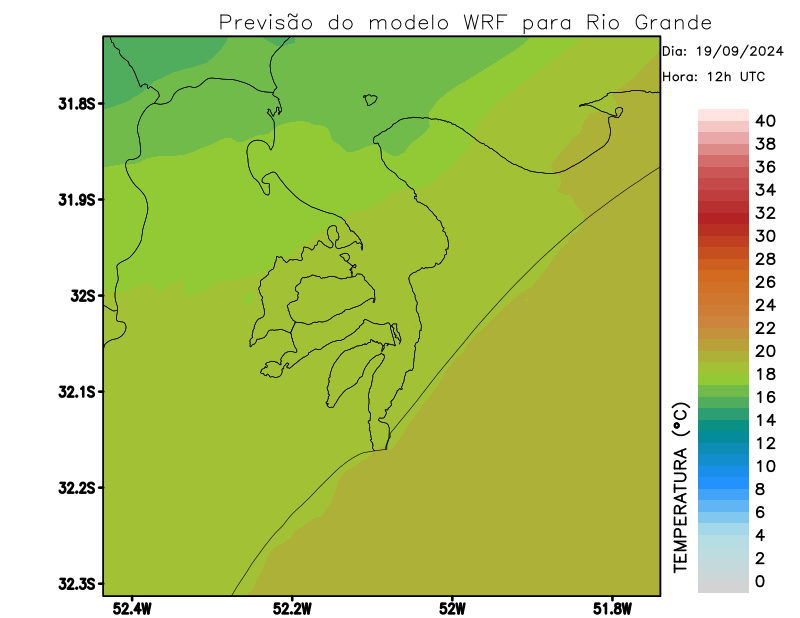 Previsão do modelo WRF para Rio Grande
Dia: 19/09/2024
Hora: 12h UTC
31.8S
31.9S
32S
32.1S
32.2S
32.3S
52.4W
52.2W
52W
51.8W
TEMPERATURA (°C)
40
38
36
34
32
30
28
26
24
22
20
18
16
14
12
10
8
6
4
2
0